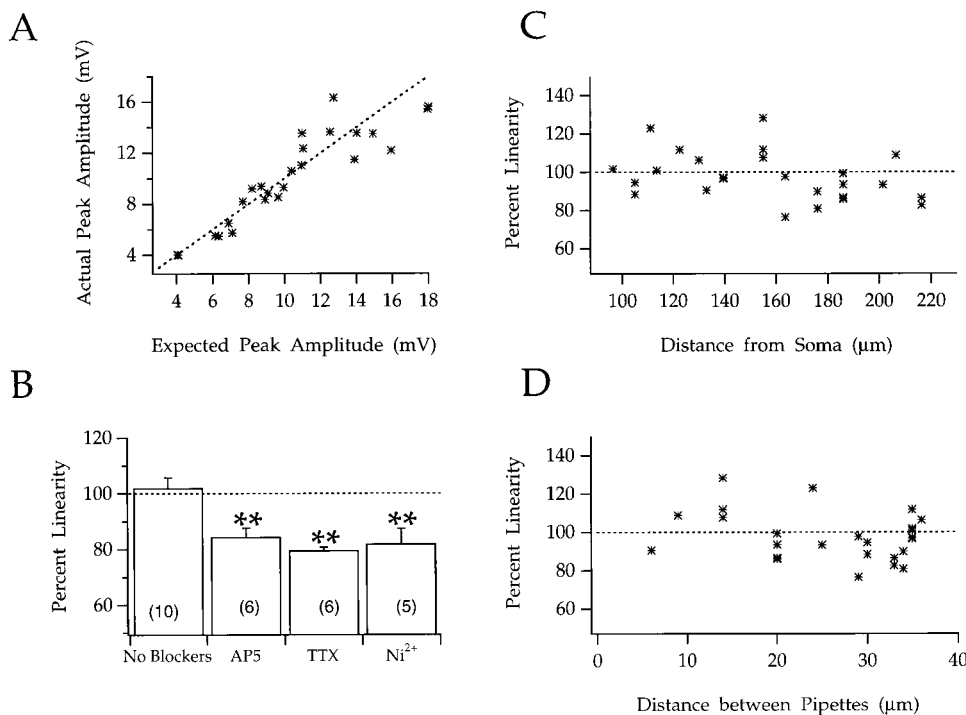 A
Actual Peak Amplitude (mV)
16
12
8
4
4 6 8 10 12 14 16 18
Expected Peak Amplitude (mV)
B
Percent Linearity
120
100
80
60
** ** **
(10) (6) (6) (5)
No Blockers AP5 TTX Ni²⁺
C
Percent Linearity
140
120
100
80
60
100 120 140 160 180 200 220
Distance from Soma (μm)
D
Percent Linearity
140
120
100
80
60
0 10 20 30 40
Distance between Pipettes (μm)